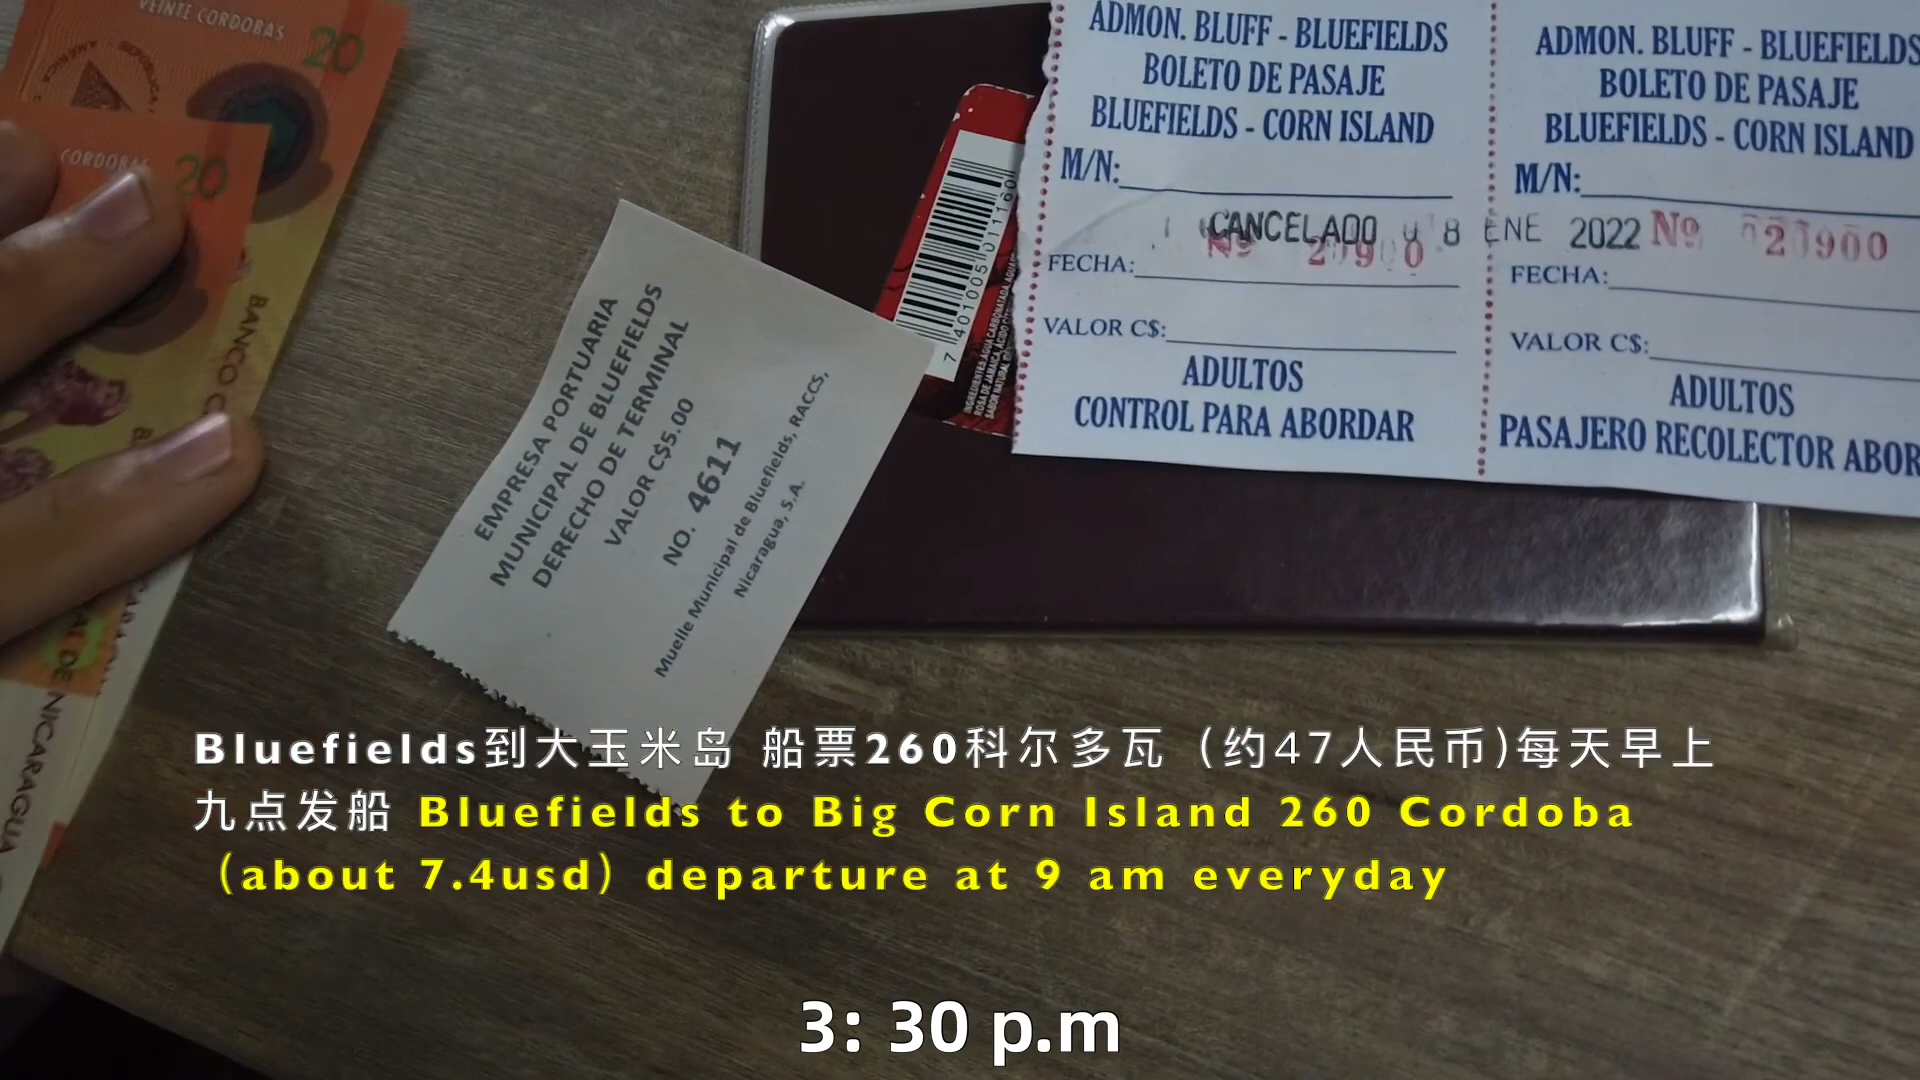 VEINTE CORDOBAS
20
CORDOBAS
20
BANCO C
NICARAGUA
EMPRESA PORTUARIA
MUNICIPAL DE BLUEFIELDS
DERECHO DE TERMINAL
VALOR C$5.00
NO. 4611
Muelle Municipal de Bluefields, RACCS,
Nicaragua, S.A.
7 401005 011160
ADMON. BLUFF - BLUEFIELDS
BOLETO DE PASAJE
BLUEFIELDS - CORN ISLAND
M/N:
CANCELADO
8 ENE 2022
FECHA:
VALOR C$:
ADULTOS
CONTROL PARA ABORDAR
ADMON. BLUFF - BLUEFIELDS
BOLETO DE PASAJE
BLUEFIELDS - CORN ISLAND
M/N:
Nº 020900
FECHA:
VALOR C$:
ADULTOS
PASAJERO RECOLECTOR ABOR
Bluefields到大玉米岛 船票260科尔多瓦 (约47人民币)每天早上
九点发船 Bluefields to Big Corn Island 260 Cordoba
（about 7.4usd）departure at 9 am everyday
3: 30 p.m